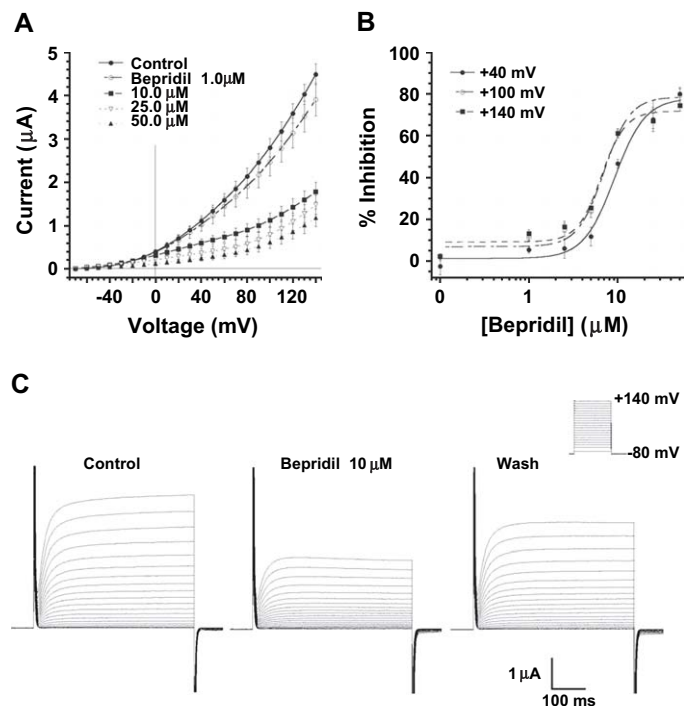 A
5
4
3
2
1
0
Current (μA)
Control
Bepridil 1.0μM
10.0 μM
25.0 μM
50.0 μM
-40 0 40 80 120
Voltage (mV)
B
100
80
60
40
20
0
% Inhibition
+40 mV
+100 mV
+140 mV
0 1 10
[Bepridil] (μM)
C
+140 mV
-80 mV
Control
Bepridil 10 μM
Wash
1 μA
100 ms